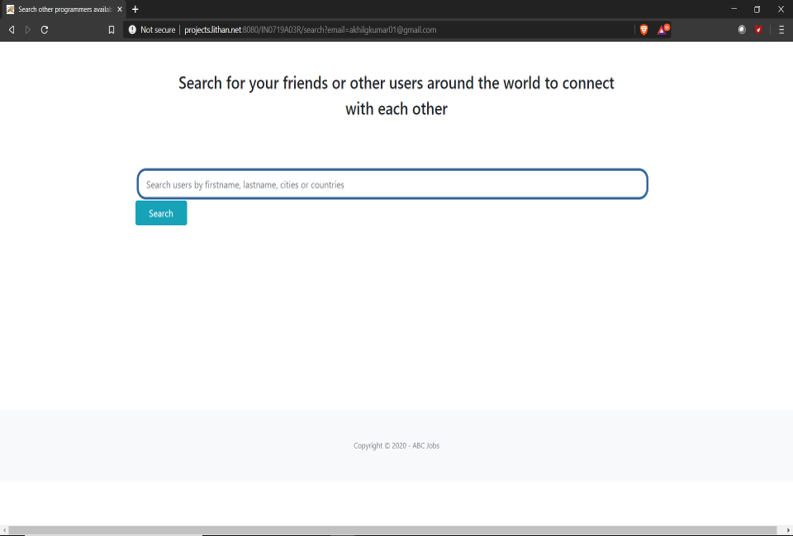 Search other programmers availab
Not secure
projects.lithan.net:8080/IN0719A03R/search?email=akhilgkumar01@gmail.com
Search for your friends or other users around the world to connect
with each other
Search users by firstname, lastname, cities or countries
Search
Copyright © 2020 - ABC Jobs